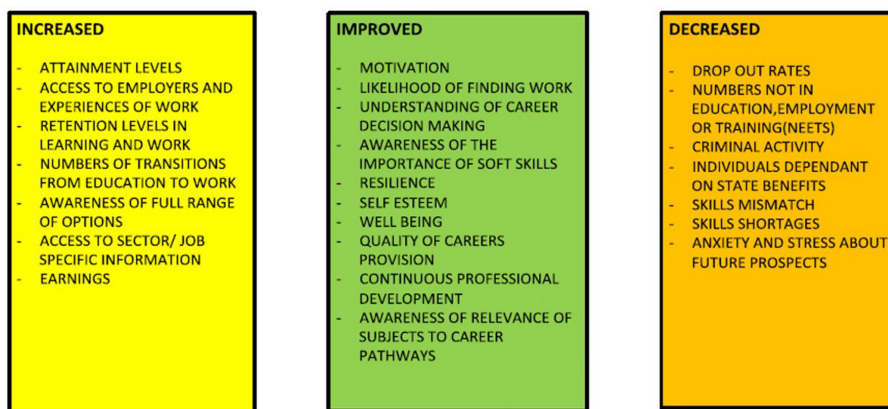 INCREASED
- ATTAINMENT LEVELS
- ACCESS TO EMPLOYERS AND
EXPERIENCES OF WORK
- RETENTION LEVELS IN
LEARNING AND WORK
- NUMBERS OF TRANSITIONS
FROM EDUCATION TO WORK
- AWARENESS OF FULL RANGE
OF OPTIONS
- ACCESS TO SECTOR/ JOB
SPECIFIC INFORMATION
- EARNINGS
IMPROVED
- MOTIVATION
- LIKELIHOOD OF FINDING WORK
- UNDERSTANDING OF CAREER
DECISION MAKING
- AWARENESS OF THE
IMPORTANCE OF SOFT SKILLS
- RESILIENCE
- SELF ESTEEM
- WELL BEING
- QUALITY OF CAREERS
PROVISION
- CONTINUOUS PROFESSIONAL
DEVELOPMENT
- AWARENESS OF RELEVANCE OF
SUBJECTS TO CAREER
PATHWAYS
DECREASED
- DROP OUT RATES
- NUMBERS NOT IN
EDUCATION,EMPLOYMENT
OR TRAINING(NEETS)
- CRIMINAL ACTIVITY
- INDIVIDUALS DEPENDANT
ON STATE BENEFITS
- SKILLS MISMATCH
- SKILLS SHORTAGES
- ANXIETY AND STRESS ABOUT
FUTURE PROSPECTS